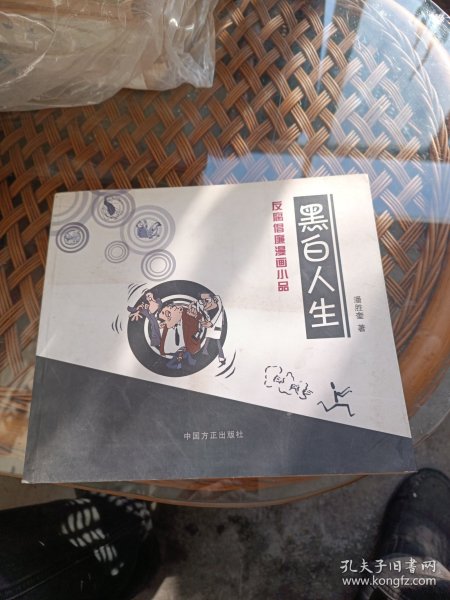 黑白人生
反腐倡廉漫画小品
潘胜奎 著
中国方正出版社
孔夫子旧书网
www.kongfz.com